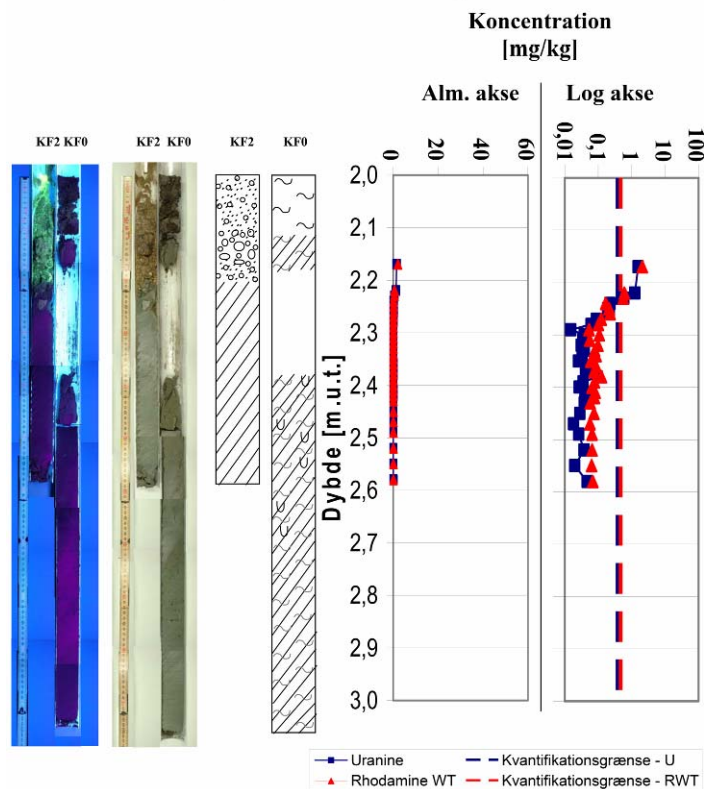 Koncentration
[mg/kg]
Alm. akse
Log akse
KF2 KF0
KF2 KF0
KF2
KF0
0
20
40
60
0,01
0,1
1
10
100
2,0
2,1
2,2
2,3
2,4
2,5
2,6
2,7
2,8
2,9
3,0
Dybde [m.u.t.]
Uranine
Kvantifikationsgrænse - U
Rhodamine WT
Kvantifikationsgrænse - RWT